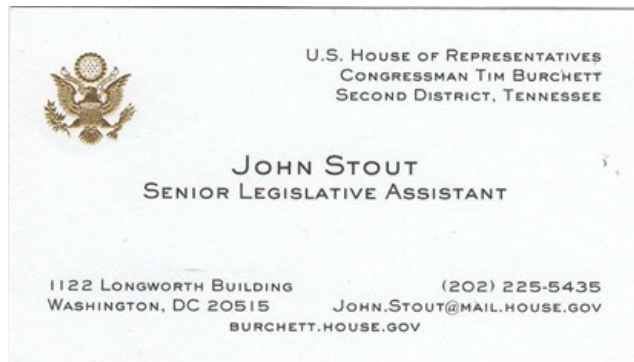 U.S. House of Representatives
Congressman Tim Burchett
Second District, Tennessee
John Stout
Senior Legislative Assistant
1122 Longworth Building
(202) 225-5435
Washington, DC 20515
John.Stout@mail.house.gov
burchett.house.gov